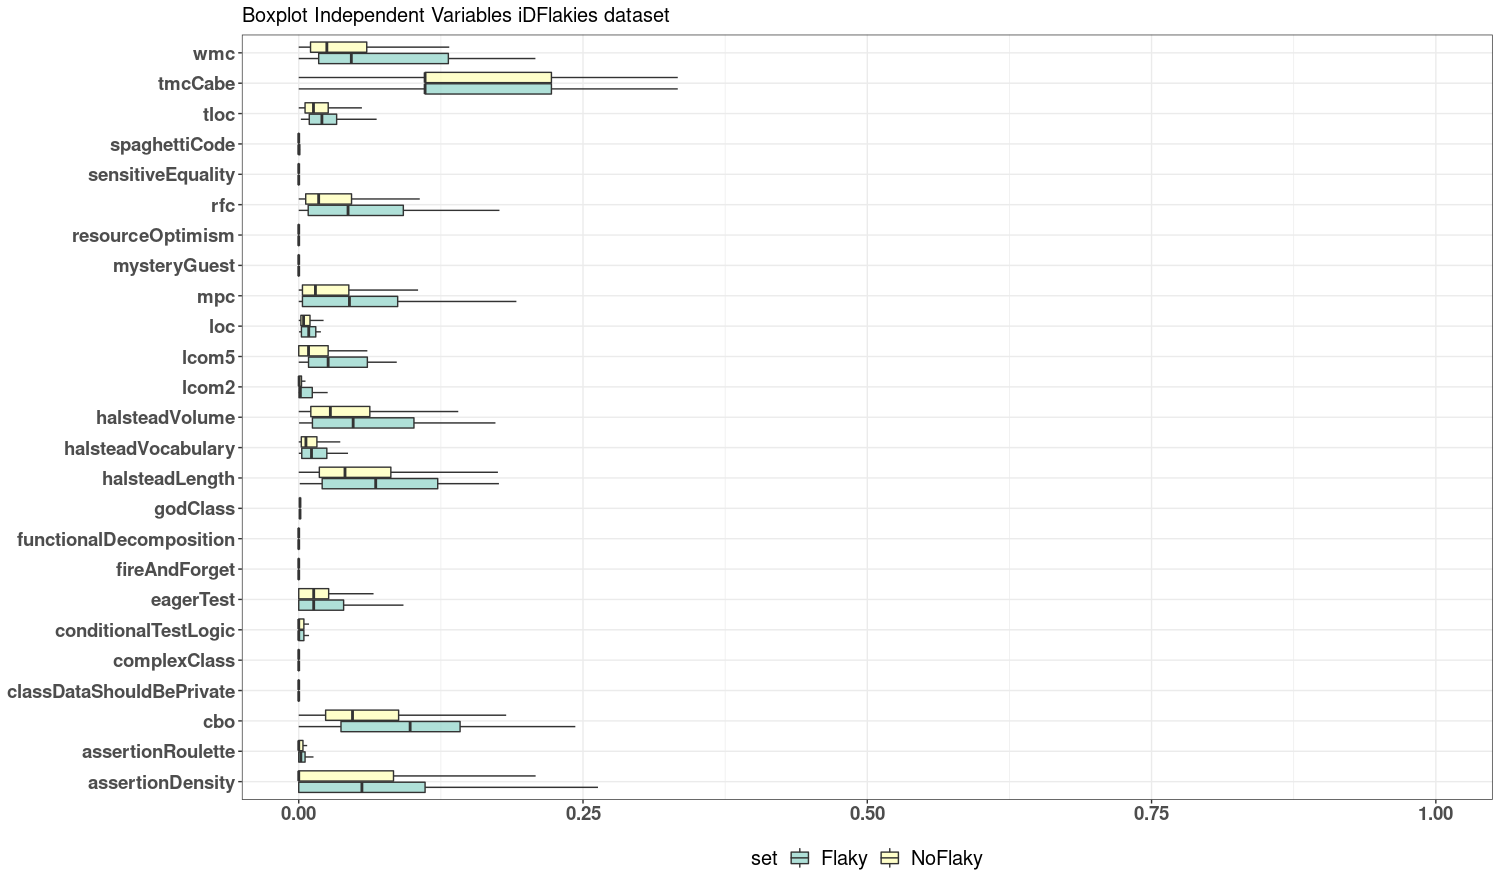 Boxplot Independent Variables iDFlakies dataset
wmc
tmcCabe
tloc
spaghettiCode
sensitiveEquality
rfc
resourceOptimism
mysteryGuest
mpc
loc
lcom5
lcom2
halsteadVolume
halsteadVocabulary
halsteadLength
godClass
functionalDecomposition
fireAndForget
eagerTest
conditionalTestLogic
complexClass
classDataShouldBePrivate
cbo
assertionRoulette
assertionDensity
0.00 0.25 0.50 0.75 1.00
set Flaky NoFlaky